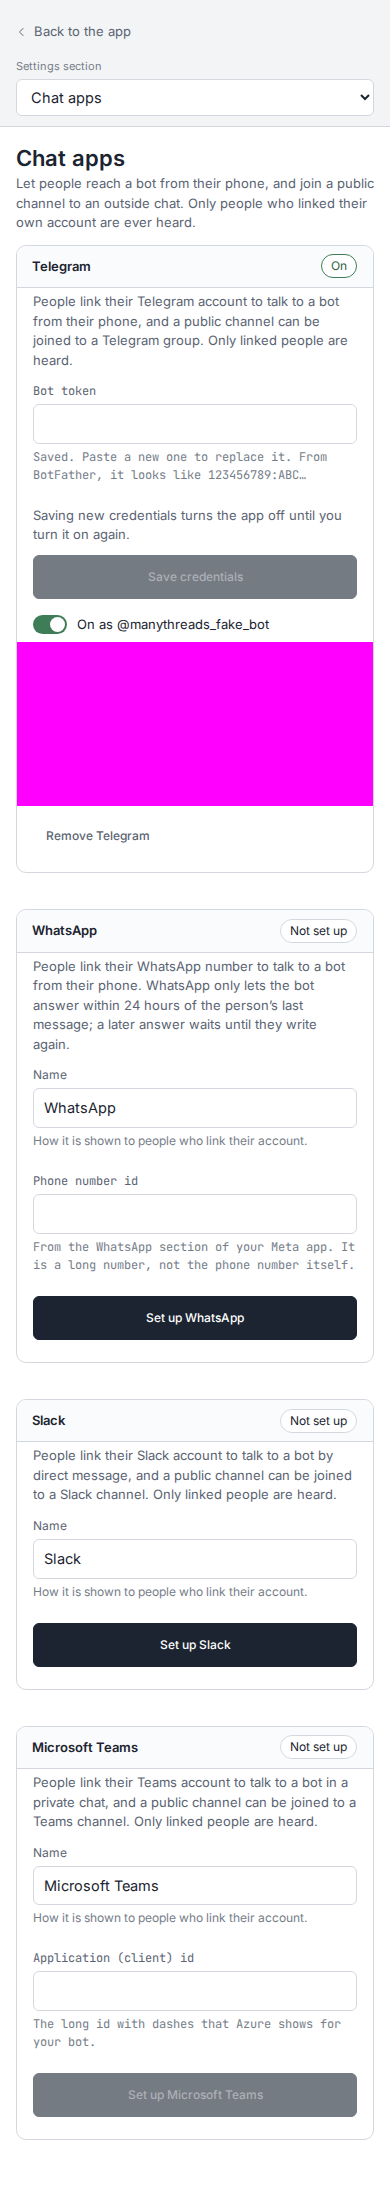 Back to the app
Settings section
Chat apps
Chat apps
Let people reach a bot from their phone, and join a public
channel to an outside chat. Only people who linked their
own account are ever heard.
Telegram
On
People link their Telegram account to talk to a bot
from their phone, and a public channel can be
joined to a Telegram group. Only linked people are
heard.
Bot token
Saved. Paste a new one to replace it. From
BotFather, it looks like 123456789:ABC…
Saving new credentials turns the app off until you
turn it on again.
Save credentials
On as @manythreads_fake_bot
Remove Telegram
WhatsApp
Not set up
People link their WhatsApp number to talk to a bot
from their phone. WhatsApp only lets the bot
answer within 24 hours of the person’s last
message; a later answer waits until they write
again.
Name
WhatsApp
How it is shown to people who link their account.
Phone number id
From the WhatsApp section of your Meta app. It
is a long number, not the phone number itself.
Set up WhatsApp
Slack
Not set up
People link their Slack account to talk to a bot by
direct message, and a public channel can be joined
to a Slack channel. Only linked people are heard.
Name
Slack
How it is shown to people who link their account.
Set up Slack
Microsoft Teams
Not set up
People link their Teams account to talk to a bot in a
private chat, and a public channel can be joined to a
Teams channel. Only linked people are heard.
Name
Microsoft Teams
How it is shown to people who link their account.
Application (client) id
The long id with dashes that Azure shows for
your bot.
Set up Microsoft Teams